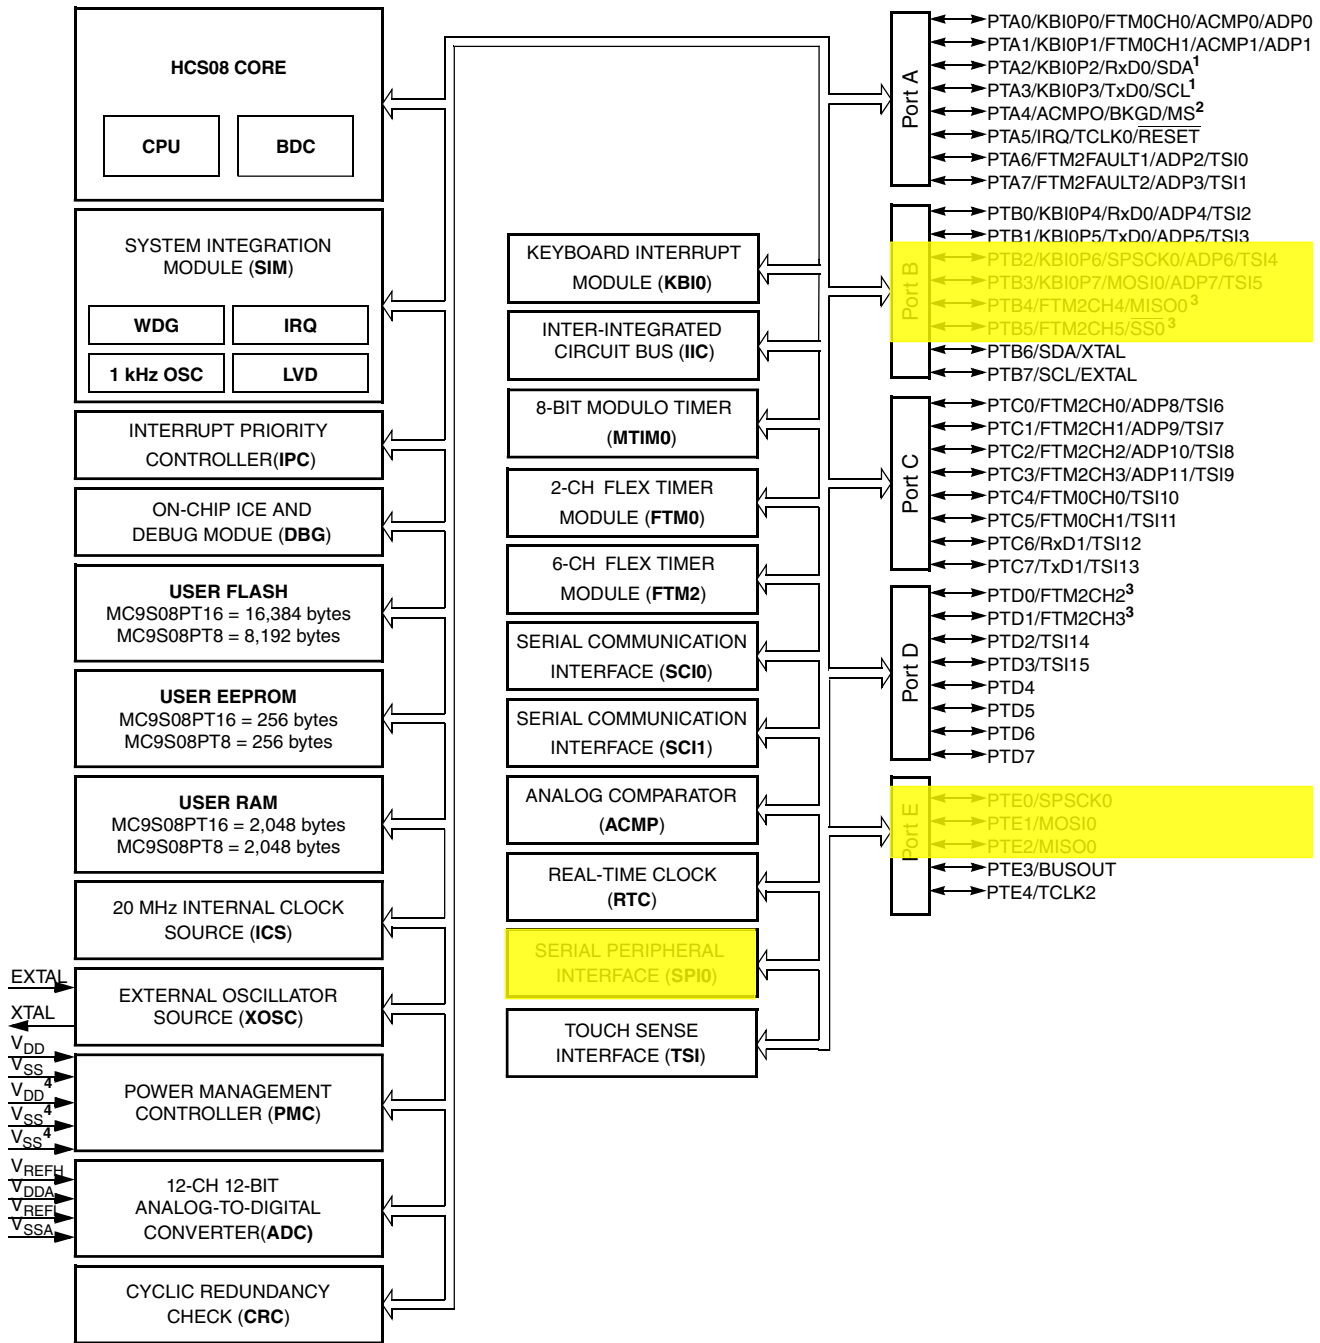 HCS08 CORE
CPU
BDC
SYSTEM INTEGRATION
MODULE (SIM)
WDG
IRQ
1 kHz OSC
LVD
INTERRUPT PRIORITY
CONTROLLER(IPC)
ON-CHIP ICE AND
DEBUG MODUE (DBG)
USER FLASH
MC9S08PT16 = 16,384 bytes
MC9S08PT8 = 8,192 bytes
USER EEPROM
MC9S08PT16 = 256 bytes
MC9S08PT8 = 256 bytes
USER RAM
MC9S08PT16 = 2,048 bytes
MC9S08PT8 = 2,048 bytes
20 MHz INTERNAL CLOCK
SOURCE (ICS)
EXTAL
XTAL
EXTERNAL OSCILLATOR
SOURCE (XOSC)
VDD
VSS
VDD4
VSS4
VSS4
POWER MANAGEMENT
CONTROLLER (PMC)
VREFH
VDDA
VREFL
VSSA
12-CH 12-BIT
ANALOG-TO-DIGITAL
CONVERTER(ADC)
CYCLIC REDUNDANCY
CHECK (CRC)
KEYBOARD INTERRUPT
MODULE (KBI0)
INTER-INTEGRATED
CIRCUIT BUS (IIC)
8-BIT MODULO TIMER
(MTIM0)
2-CH FLEX TIMER
MODULE (FTM0)
6-CH FLEX TIMER
MODULE (FTM2)
SERIAL COMMUNICATION
INTERFACE (SCI0)
SERIAL COMMUNICATION
INTERFACE (SCI1)
ANALOG COMPARATOR
(ACMP)
REAL-TIME CLOCK
(RTC)
SERIAL PERIPHERAL
INTERFACE (SPI0)
TOUCH SENSE
INTERFACE (TSI)
Port A
PTA0/KBI0P0/FTM0CH0/ACMP0/ADP0
PTA1/KBI0P1/FTM0CH1/ACMP1/ADP1
PTA2/KBI0P2/RxD0/SDA1
PTA3/KBI0P3/TxD0/SCL1
PTA4/ACMPO/BKGD/MS2
PTA5/IRQ/TCLK0/RESET
PTA6/FTM2FAULT1/ADP2/TSI0
PTA7/FTM2FAULT2/ADP3/TSI1
Port B
PTB0/KBI0P4/RxD0/ADP4/TSI2
PTB1/KBI0P5/TxD0/ADP5/TSI3
PTB2/KBI0P6/SPSCK0/ADP6/TSI4
PTB3/KBI0P7/MOSI0/ADP7/TSI5
PTB4/FTM2CH4/MISO0 3
PTB5/FTM2CH5/SS0 3
PTB6/SDA/XTAL
PTB7/SCL/EXTAL
Port C
PTC0/FTM2CH0/ADP8/TSI6
PTC1/FTM2CH1/ADP9/TSI7
PTC2/FTM2CH2/ADP10/TSI8
PTC3/FTM2CH3/ADP11/TSI9
PTC4/FTM0CH0/TSI10
PTC5/FTM0CH1/TSI11
PTC6/RxD1/TSI12
PTC7/TxD1/TSI13
Port D
PTD0/FTM2CH23
PTD1/FTM2CH33
PTD2/TSI14
PTD3/TSI15
PTD4
PTD5
PTD6
PTD7
Port E
PTE0/SPSCK0
PTE1/MOSI0
PTE2/MISO0
PTE3/BUSOUT
PTE4/TCLK2